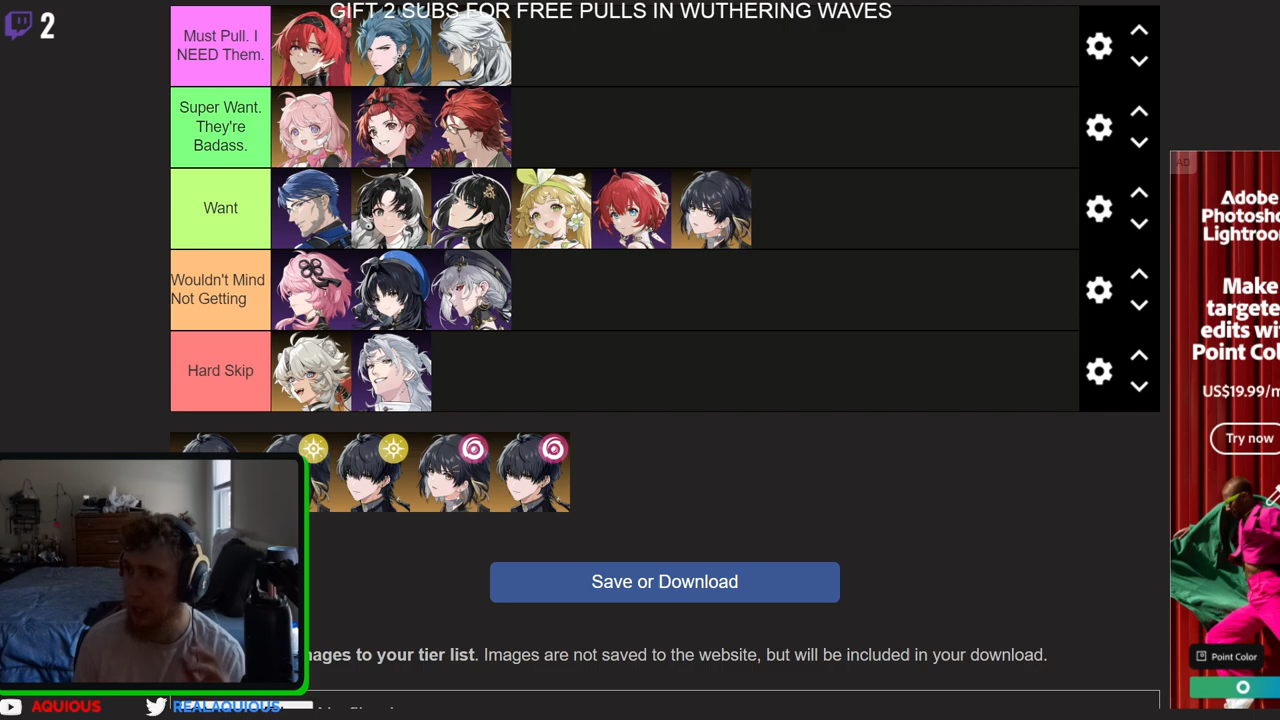 GIFT 2 SUBS FOR FREE PULLS IN WUTHERING WAVES
2
Must Pull. I
NEED Them.
Super Want.
They're
Badass.
Want
Wouldn't Mind
Not Getting
Hard Skip
AD
Adobe
Photosho
Lightroom
Make
targete
edits wi
Point Col
US$19.99/m
Try now
Point Color
Save or Download
nages to your tier list. Images are not saved to the website, but will be included in your download.
AQUIOUS
REALAQUIOUS